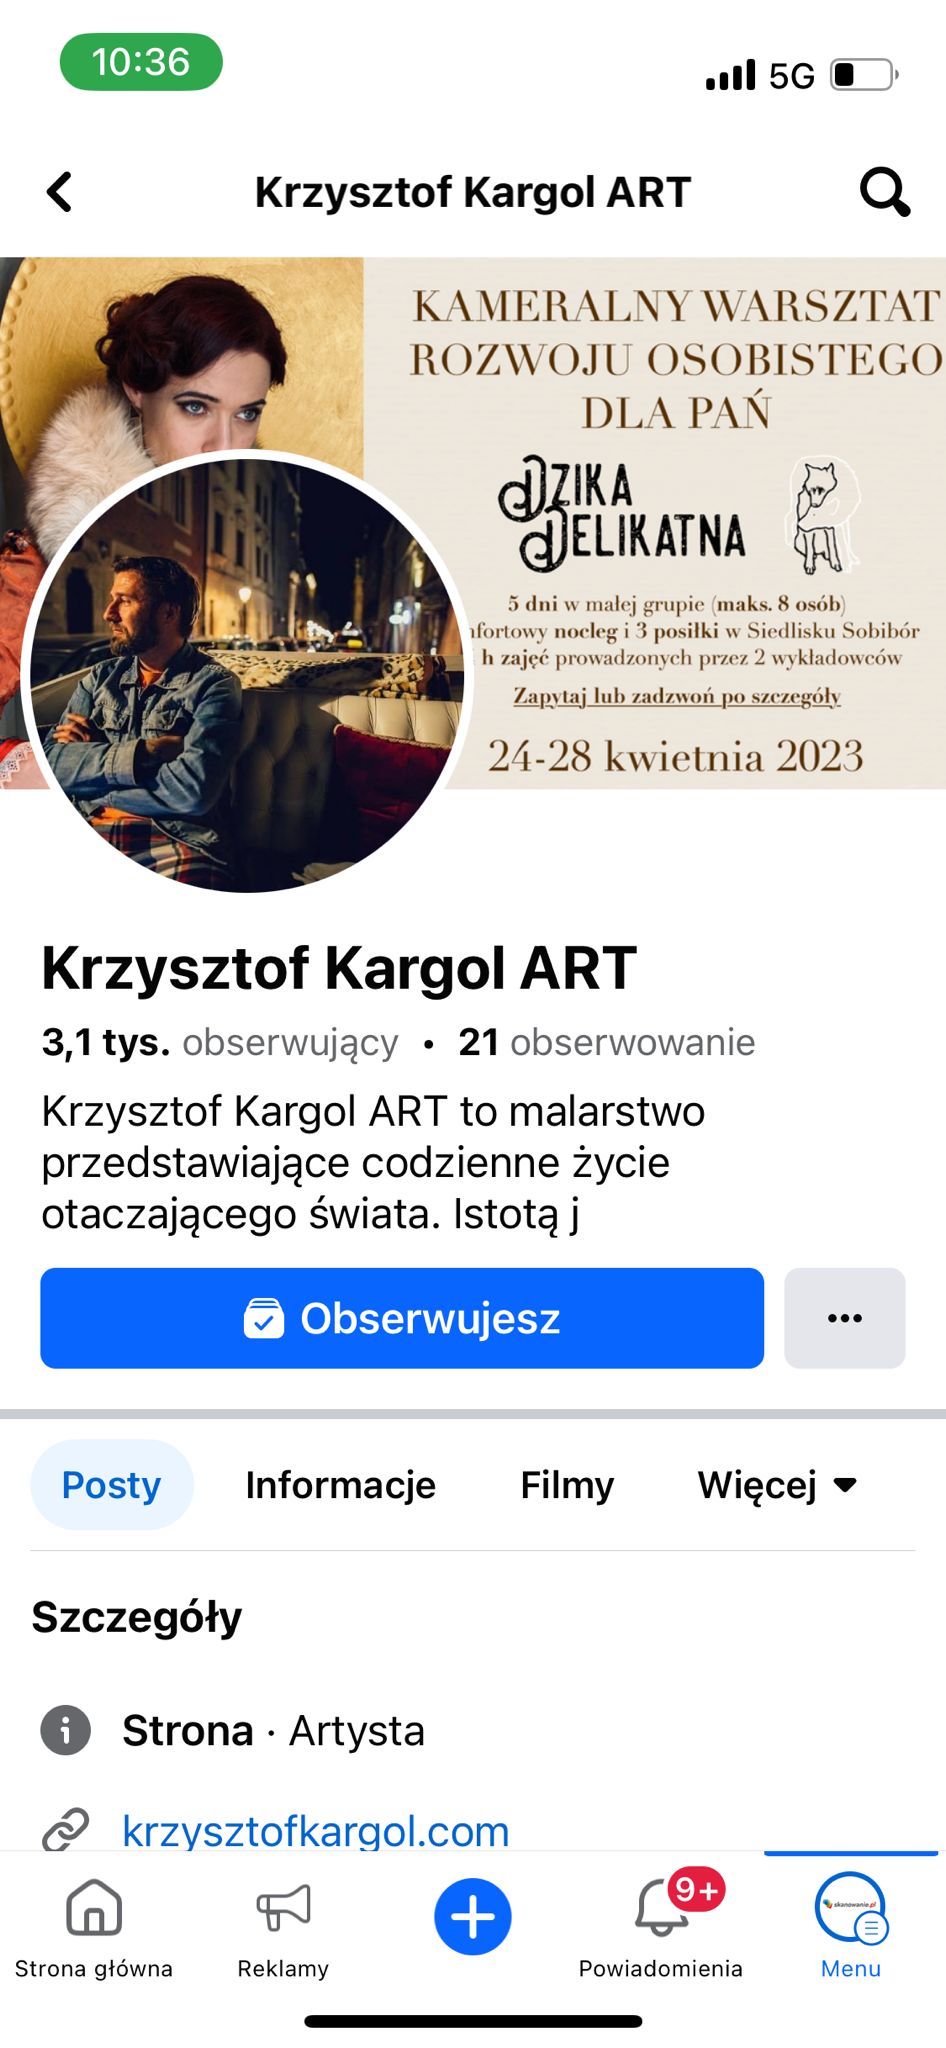 10:36
5G
Krzysztof Kargol ART
KAMERALNY WARSZTAT
ROZWOJU OSOBISTEGO
DLA PAŃ
DZIKA
DELIKATNA
5 dni w małej grupie (maks. 8 osób)
nocleg i 3 posiłki w Siedlisku Sobibór
h zajęć prowadzonych przez 2 wykładowców
Zapytaj lub zadzwoń po szczegóły
24-28 kwietnia 2023
Krzysztof Kargol ART
3,1 tys. obserwujący • 21 obserwowanie
Krzysztof Kargol ART to malarstwo
przedstawiające codzienne życie
otaczającego świata. Istotą j
Obserwujesz
Posty Informacje Filmy Więcej
Szczegóły
Strona · Artysta
krzysztofkargol.com
9+
skanowanie.pl
Strona główna Reklamy Powiadomienia Menu